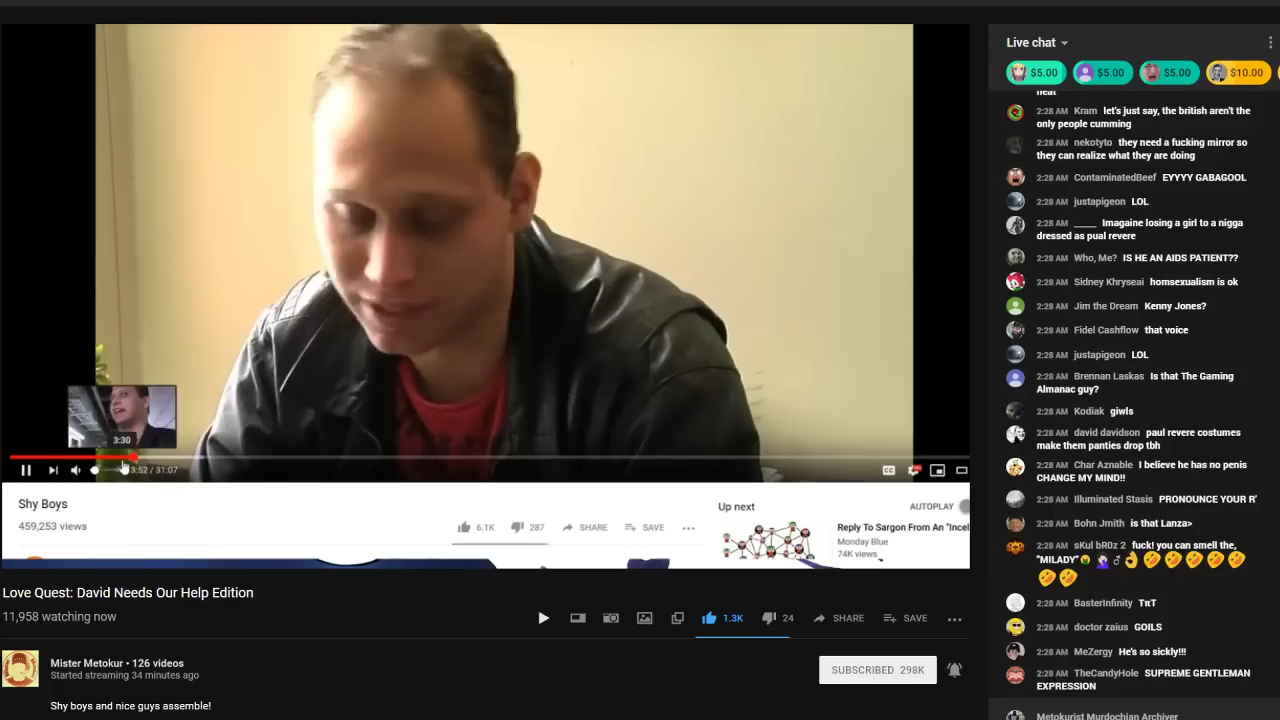 Live chat
$5.00
$5.00
$5.00
$10.00
neat
2:28 AM Kram let's just say, the british aren't the
only people cumming
2:28 AM nekotyto they need a fucking mirror so
they can realize what they are doing
2:28 AM ContaminatedBeef EYYYY GABAGOOL
2:28 AM justapigeon LOL
2:28 AM _____ Imagaine losing a girl to a nigga
dressed as pual revere
2:28 AM Who, Me? IS HE AN AIDS PATIENT??
2:28 AM Sidney Khryseai homsexualism is ok
2:28 AM Jim the Dream Kenny Jones?
2:28 AM Fidel Cashflow that voice
2:28 AM justapigeon LOL
2:28 AM Brennan Laskas Is that The Gaming
Almanac guy?
2:28 AM Kodiak giwls
2:28 AM david davidson paul revere costumes
make them panties drop tbh
2:28 AM Char Aznable I believe he has no penis
CHANGE MY MIND!!
2:28 AM Illuminated Stasis PRONOUNCE YOUR R'
2:28 AM Bohn Jmith is that Lanza>
2:28 AM sKul bR0z 2 fuck! you can smell the,
"MILADY"
2:28 AM BasterInfinity TπT
2:28 AM doctor zaius GOILS
2:28 AM MeZergy He's so sickly!!!
2:28 AM TheCandyHole SUPREME GENTLEMAN
EXPRESSION
Metokurist Murdochian Archiver
3:30
3:52 / 31:07
CC
Shy Boys
459,253 views
6.1K
287
SHARE
SAVE
Up next
AUTOPLAY
Reply To Sargon From An "Incel
Monday Blue
74K views
Love Quest: David Needs Our Help Edition
11,958 watching now
1.3K
24
SHARE
SAVE
Mister Metokur • 126 videos
Started streaming 34 minutes ago
SUBSCRIBED 298K
Shy boys and nice guys assemble!